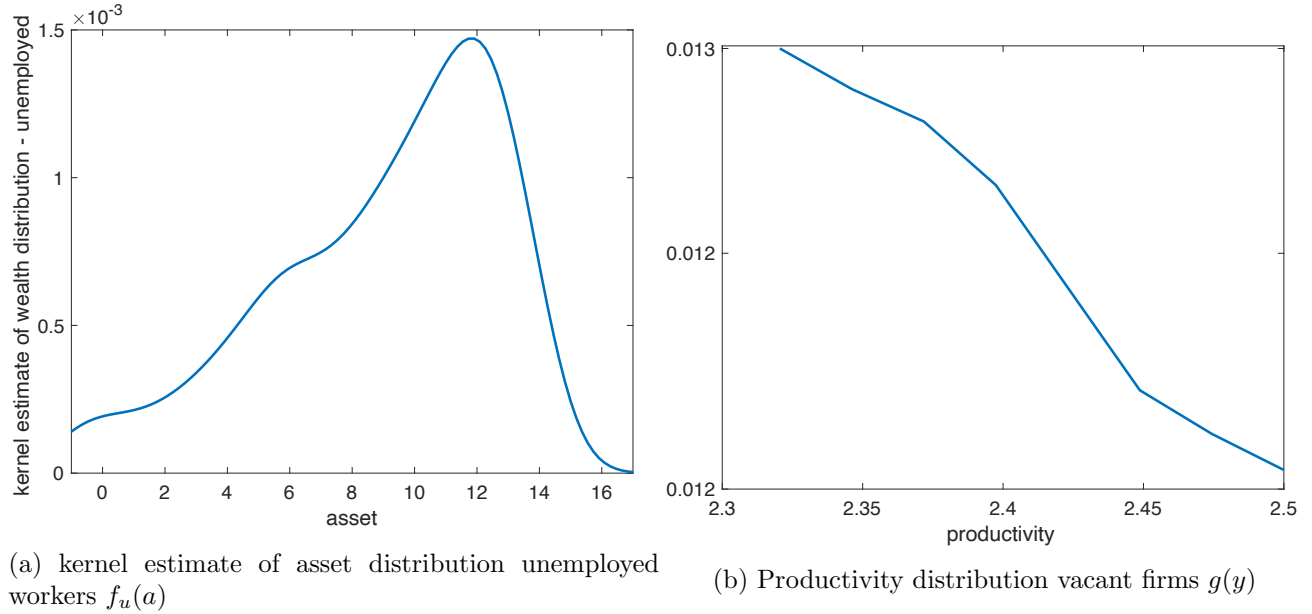 ×10⁻³
1.5
1
0.5
0
kernel estimate of wealth distribution - unemployed
0 2 4 6 8 10 12 14 16
asset
(a) kernel estimate of asset distribution unemployed
workers f_u(a)
0.013
0.012
0.012
2.3 2.35 2.4 2.45 2.5
productivity
(b) Productivity distribution vacant firms g(y)